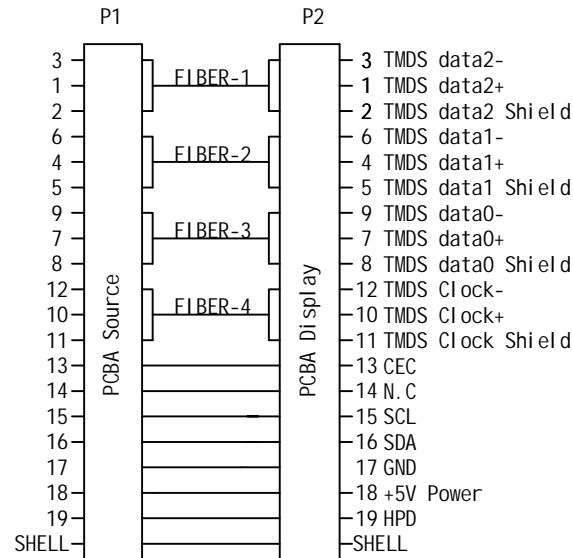 P1 P2
3 3 TMDS data2-
1 FIBER-1 1 TMDS data2+
2 2 TMDS data2 Shield
6 6 TMDS data1-
4 FIBER-2 4 TMDS data1+
5 5 TMDS data1 Shield
9 9 TMDS data0-
7 FIBER-3 7 TMDS data0+
8 8 TMDS data0 Shield
12 12 TMDS Clock-
10 FIBER-4 10 TMDS Clock+
11 11 TMDS Clock Shield
13 13 CEC
14 14 N.C
15 15 SCL
16 16 SDA
17 17 GND
18 18 +5V Power
19 19 HPD
SHELL SHELL
PCBA Source
PCBA Display